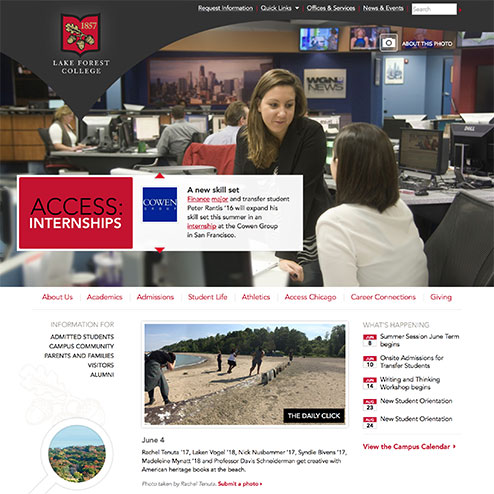 Request Information
Quick Links
Offices & Services
News & Events
Search
1857
LAKE FOREST
COLLEGE
ABOUT THIS PHOTO
WGN
NEWS
DELL
ACCESS:
INTERNSHIPS
COWEN
GROUP
A new skill set
Finance major and transfer student
Peter Rantis '16 will expand his
skill set this summer in an
internship at the Cowen Group
in San Francisco.
About Us
Academics
Admissions
Student Life
Athletics
Access Chicago
Career Connections
Giving
INFORMATION FOR
ADMITTED STUDENTS
CAMPUS COMMUNITY
PARENTS AND FAMILIES
VISITORS
ALUMNI
THE DAILY CLICK
June 4
Rachel Tenuta '17, Laken Vogel '18, Nick Nusbammer '17, Syndie Bivens '17,
Madeleine Mynatt '18 and Professor Davis Schneiderman get creative with
American heritage books at the beach.
Photo taken by Rachel Tenuta. Submit a photo
WHAT'S HAPPENING
JUN
8
Summer Session June Term
begins
JUN
10
Onsite Admissions for
Transfer Students
JUN
14
Writing and Thinking
Workshop begins
AUG
23
New Student Orientation
AUG
24
New Student Orientation
View the Campus Calendar